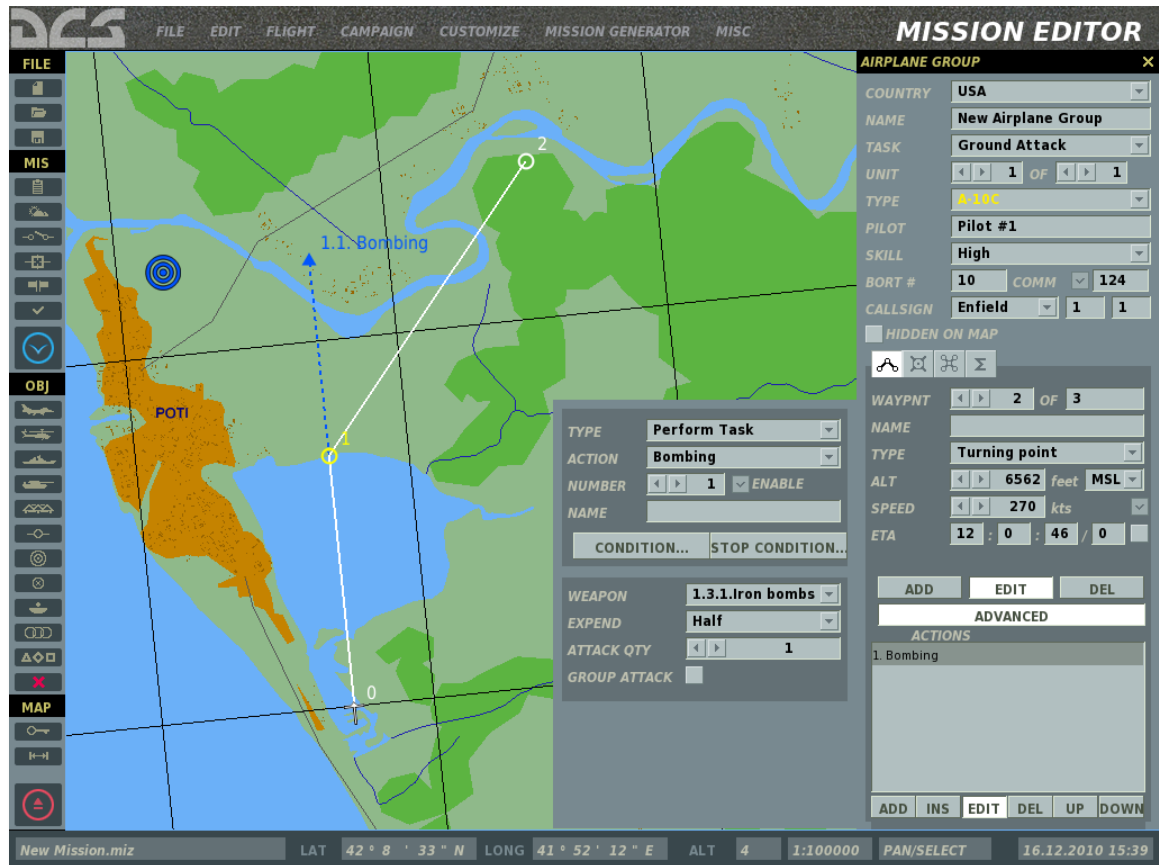 DCS FILE EDIT FLIGHT CAMPAIGN CUSTOMIZE MISSION GENERATOR MISC MISSION EDITOR
FILE
MIS
OBJ
MAP
2
1.1. Bombing
POTI
1
0
TYPE Perform Task
ACTION Bombing
NUMBER 1 ENABLE
NAME
CONDITION... STOP CONDITION...
WEAPON 1.3.1.Iron bombs
EXPEND Half
ATTACK QTY 1
GROUP ATTACK
AIRPLANE GROUP
COUNTRY USA
NAME New Airplane Group
TASK Ground Attack
UNIT 1 OF 1
TYPE A-10C
PILOT Pilot #1
SKILL High
BORT # 10 COMM 124
CALLSIGN Enfield 1 1
HIDDEN ON MAP
WAYPNT 2 OF 3
NAME
TYPE Turning point
ALT 6562 feet MSL
SPEED 270 kts
ETA 12 : 0 : 46 / 0
ADD EDIT DEL
ADVANCED
ACTIONS
1. Bombing
ADD INS EDIT DEL UP DOWN
New Mission.miz LAT 42 ° 8 ' 33 " N LONG 41 ° 52 ' 12 " E ALT 4 1:100000 PAN/SELECT 16.12.2010 15:39